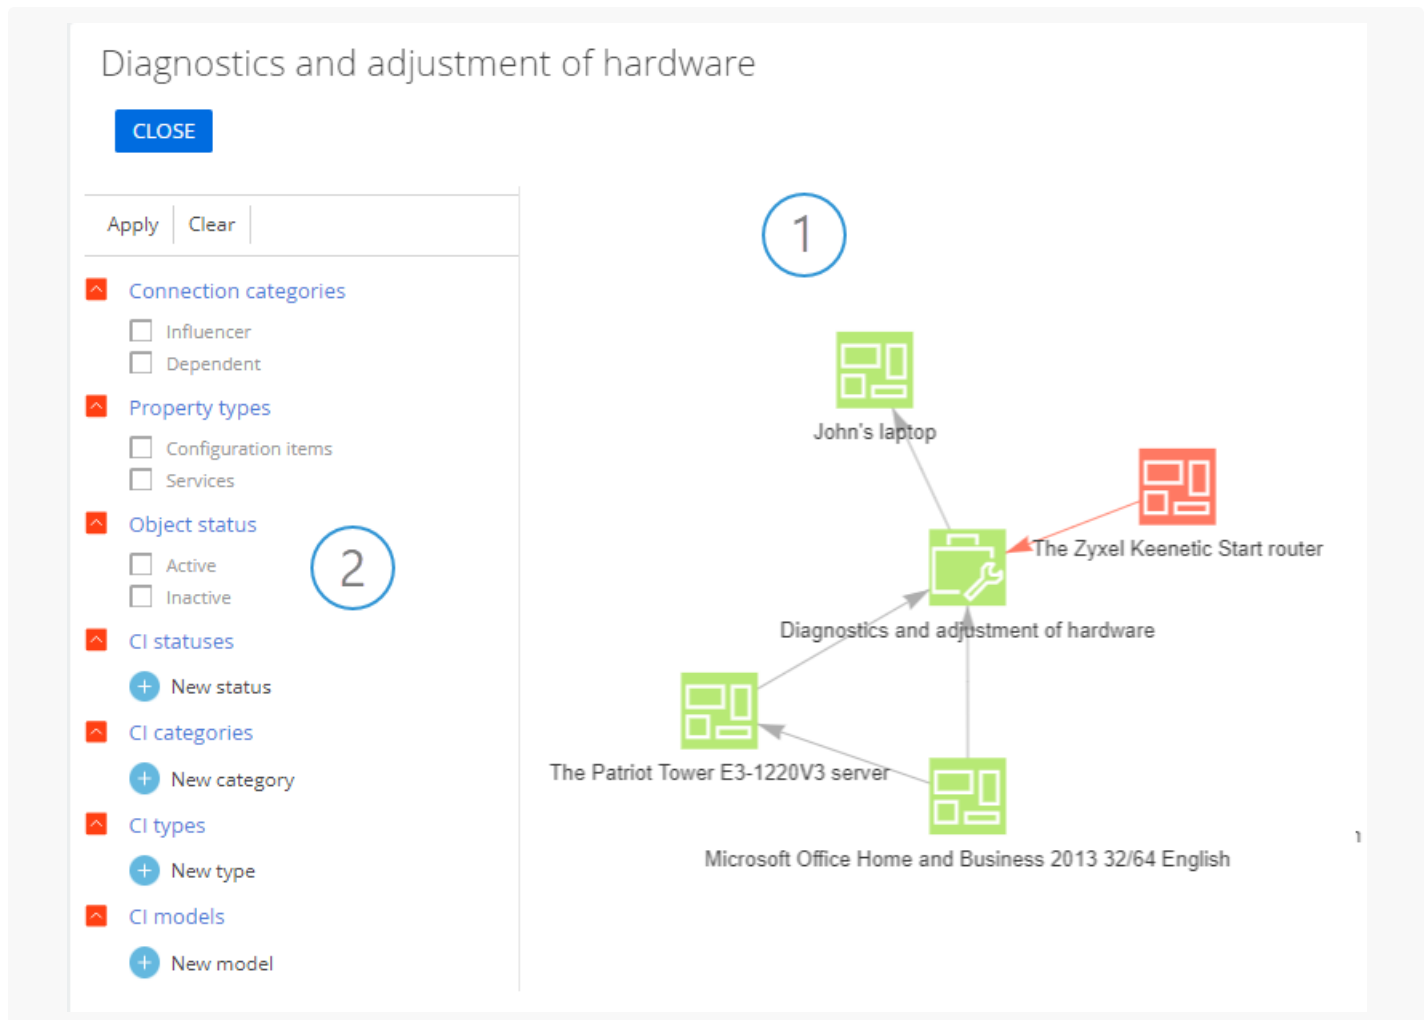 Diagnostics and adjustment of hardware
CLOSE
Apply
Clear
Connection categories
Influencer
Dependent
Property types
Configuration items
Services
Object status
Active
Inactive
2
CI statuses
New status
CI categories
New category
CI types
New type
CI models
New model
1
John's laptop
The Zyxel Keenetic Start router
Diagnostics and adjustment of hardware
The Patriot Tower E3-1220V3 server
Microsoft Office Home and Business 2013 32/64 English